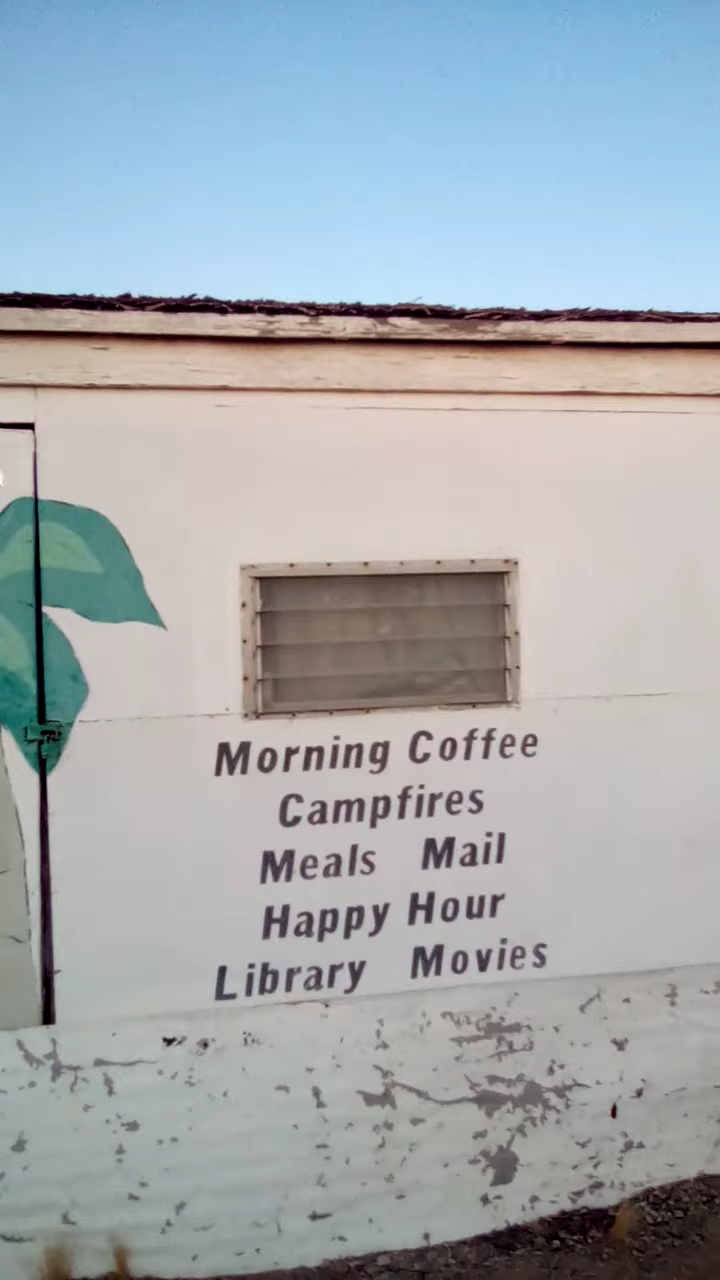 Morning Coffee
Campfires
Meals Mail
Happy Hour
Library Movies